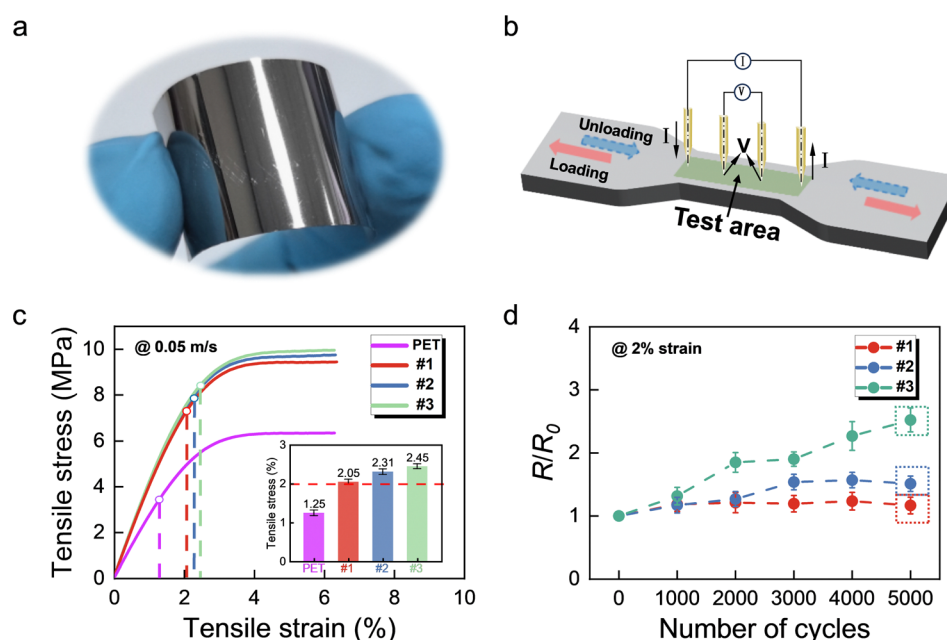 a
b
I
V
I
V
I
Unloading
Loading
Test area
c
Tensile stress (MPa)
10
8
6
4
2
0
@ 0.05 m/s
PET
#1
#2
#3
Tensile stress (%)
3
2
1
0
1.25
2.05
2.31
2.45
PET
#1
#2
#3
0
2
4
6
8
10
Tensile strain (%)
d
R/R0
4
3
2
1
0
@ 2% strain
#1
#2
#3
0 1000 2000 3000 4000 5000
Number of cycles